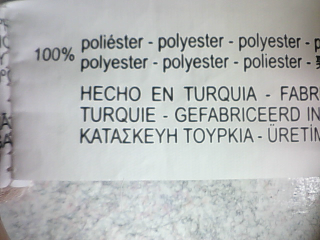 100% poliéster - polyester - polyester - p
polyester - polyester - poliester -
HECHO EN TURQUIA - FABR
TURQUIE - GEFABRICEERD IN
ΚΑΤΑΣΚΕΥΗ ΤΟΥΡΚΙΑ - ÜRETİM